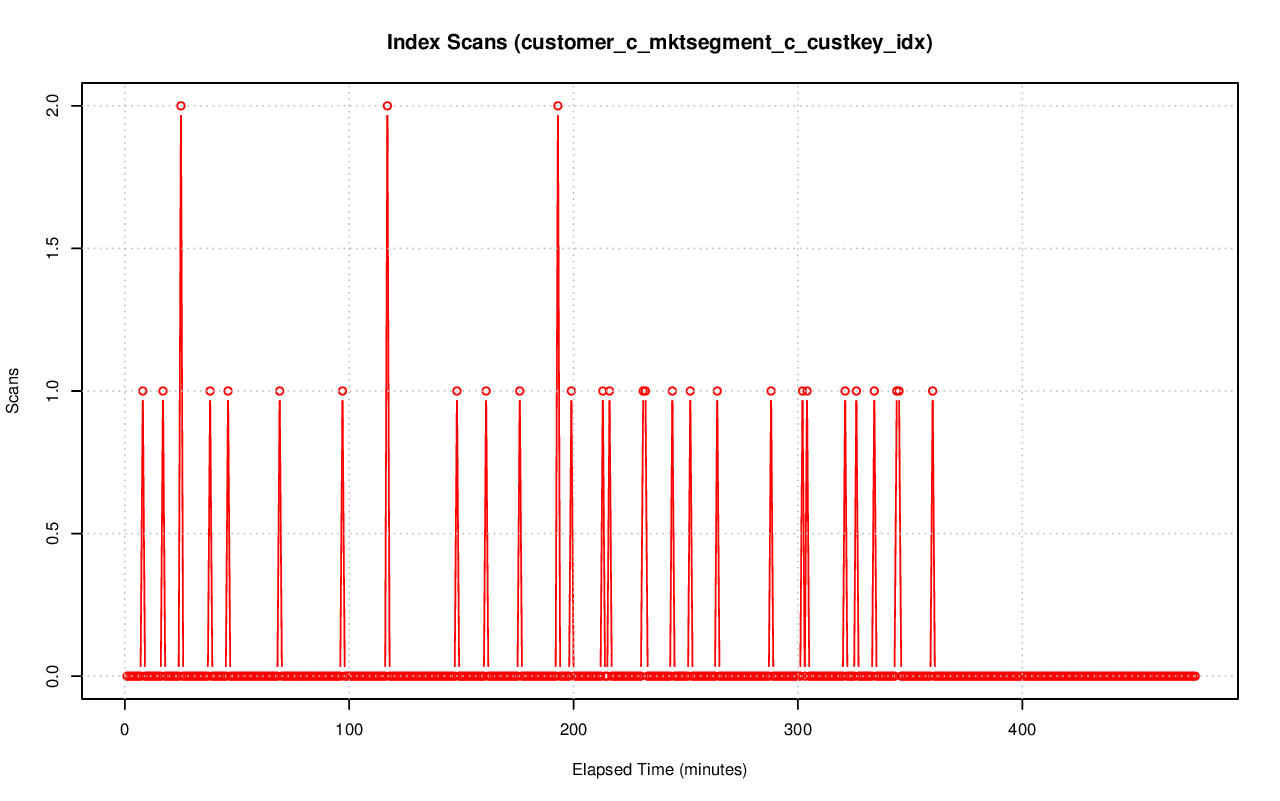 Index Scans (customer_c_mktsegment_c_custkey_idx)
2.0
1.5
1.0
0.5
0.0
Scans
0 100 200 300 400
Elapsed Time (minutes)